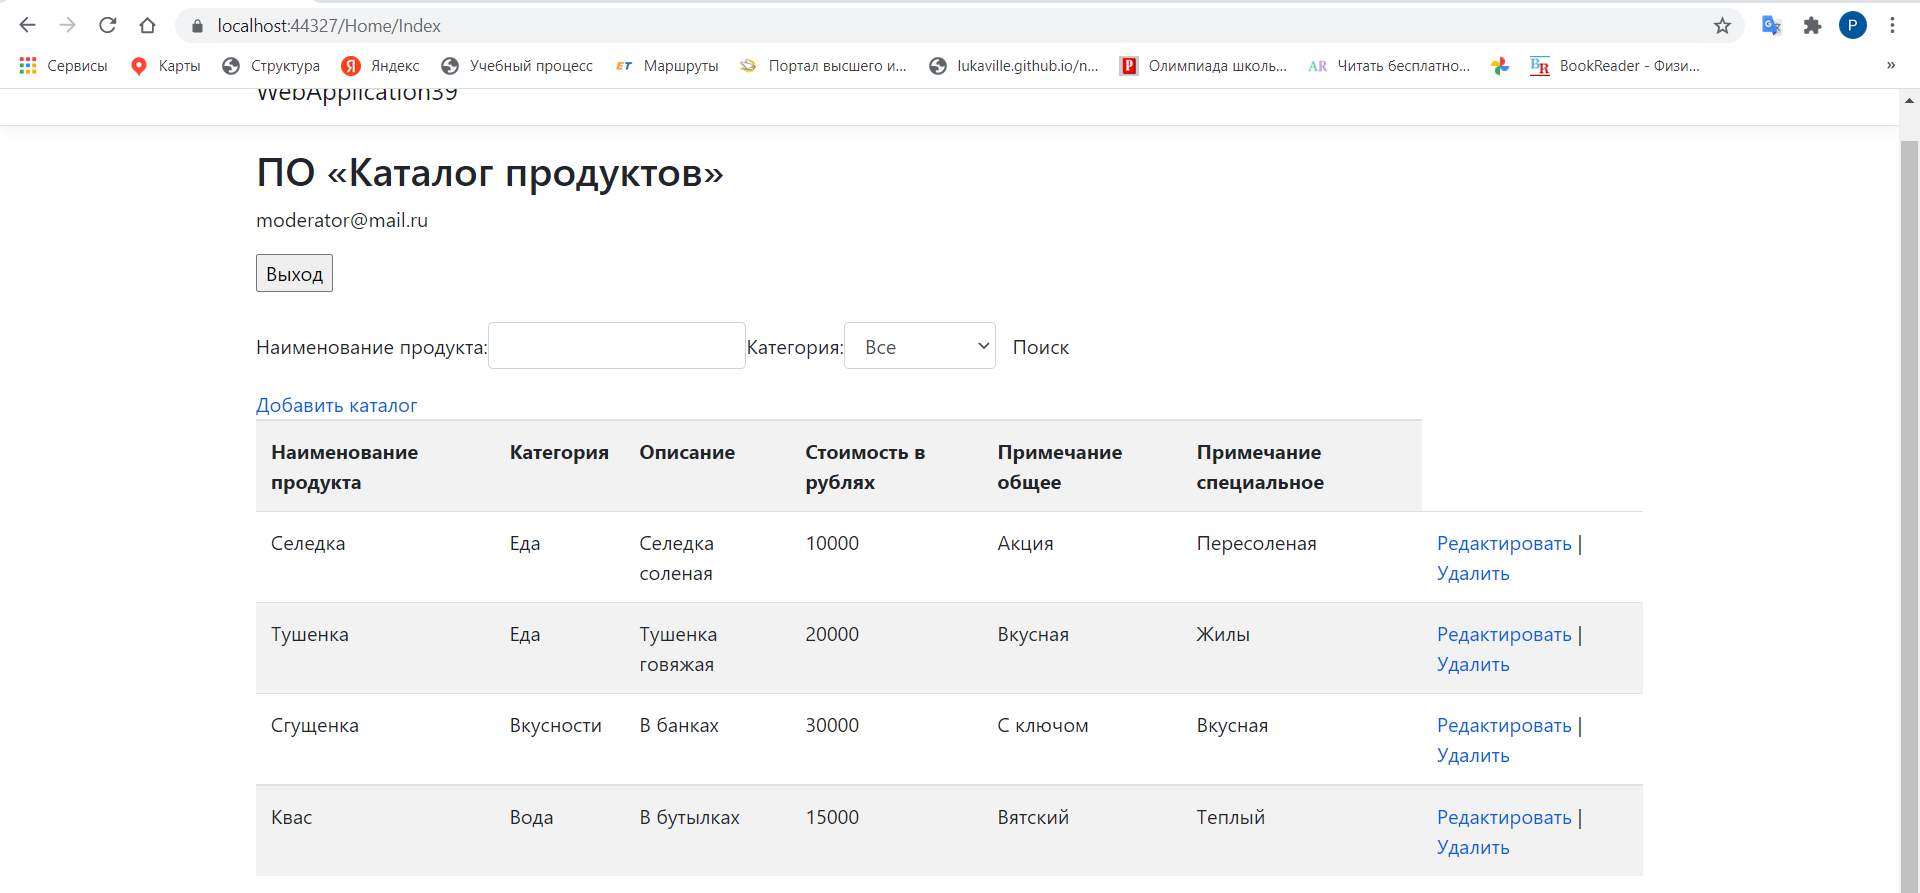 localhost:44327/Home/Index
P
Сервисы Карты Структура Яндекс Учебный процесс ET Маршруты Портал высшего и... lukaville.github.io/n... P Олимпиада школь... AR Читать бесплатно... BR BookReader - Физи... »
WebApplication39
ПО «Каталог продуктов»
moderator@mail.ru
Выход
Наименование продукта: Категория: Все Поиск
Добавить каталог
Наименование продукта Категория Описание Стоимость в рублях Примечание общее Примечание специальное
Селедка Еда Селедка соленая 10000 Акция Пересоленая Редактировать | Удалить
Тушенка Еда Тушенка говяжая 20000 Вкусная Жилы Редактировать | Удалить
Сгущенка Вкусности В банках 30000 С ключом Вкусная Редактировать | Удалить
Квас Вода В бутылках 15000 Вятский Теплый Редактировать | Удалить